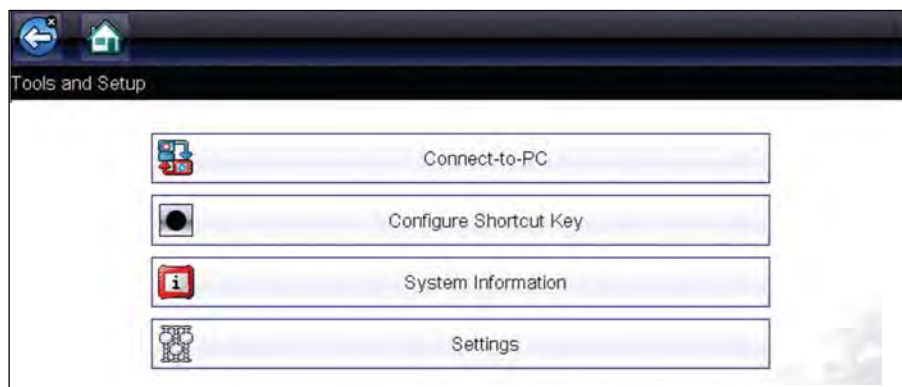 Tools and Setup
Connect-to-PC
Configure Shortcut Key
System Information
Settings